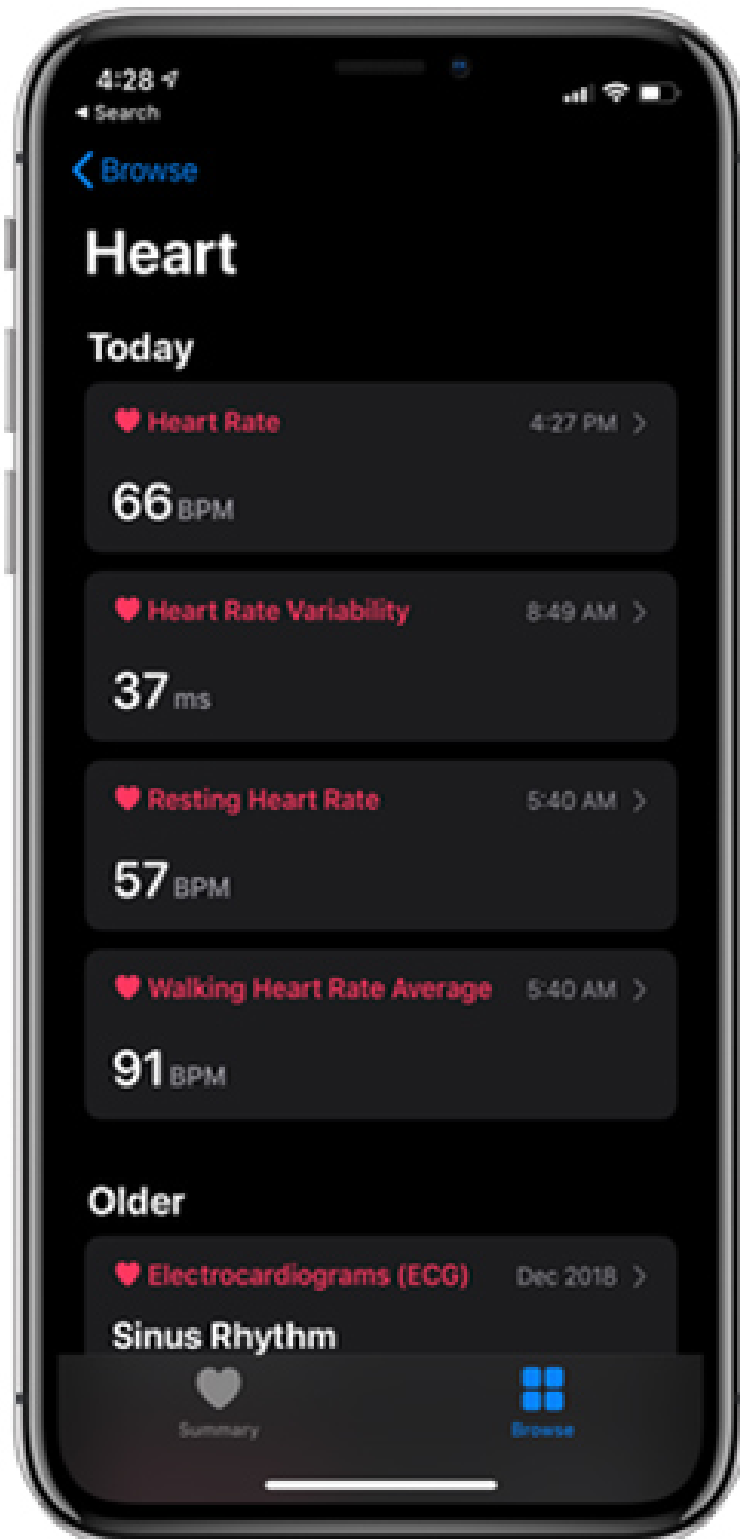 4:28
Search
Browse
Heart
Today
Heart Rate 4:27 PM
66 BPM
Heart Rate Variability 8:49 AM
37 ms
Resting Heart Rate 5:40 AM
57 BPM
Walking Heart Rate Average 5:40 AM
91 BPM
Older
Electrocardiograms (ECG) Dec 2018
Sinus Rhythm
Summary Browse